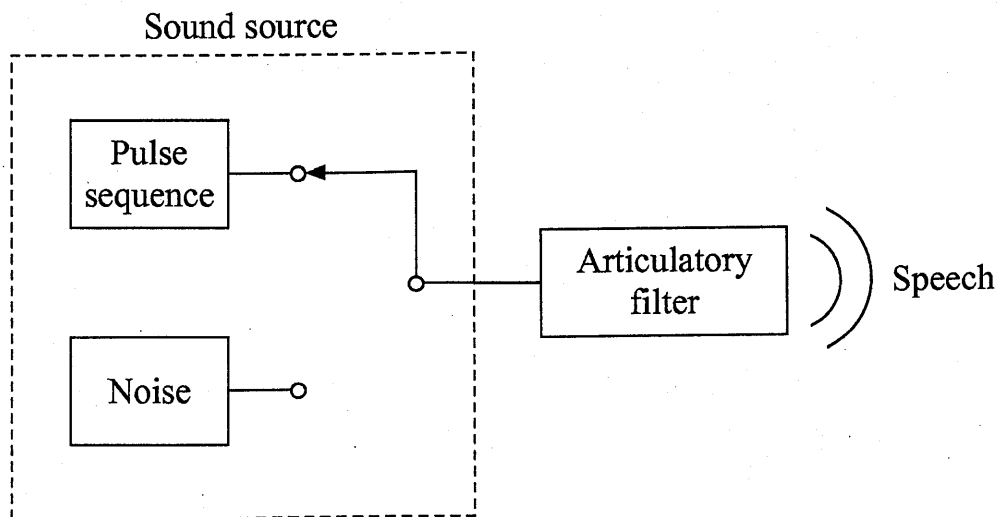 Sound source
Pulse
sequence
Articulatory
filter
Speech
Noise